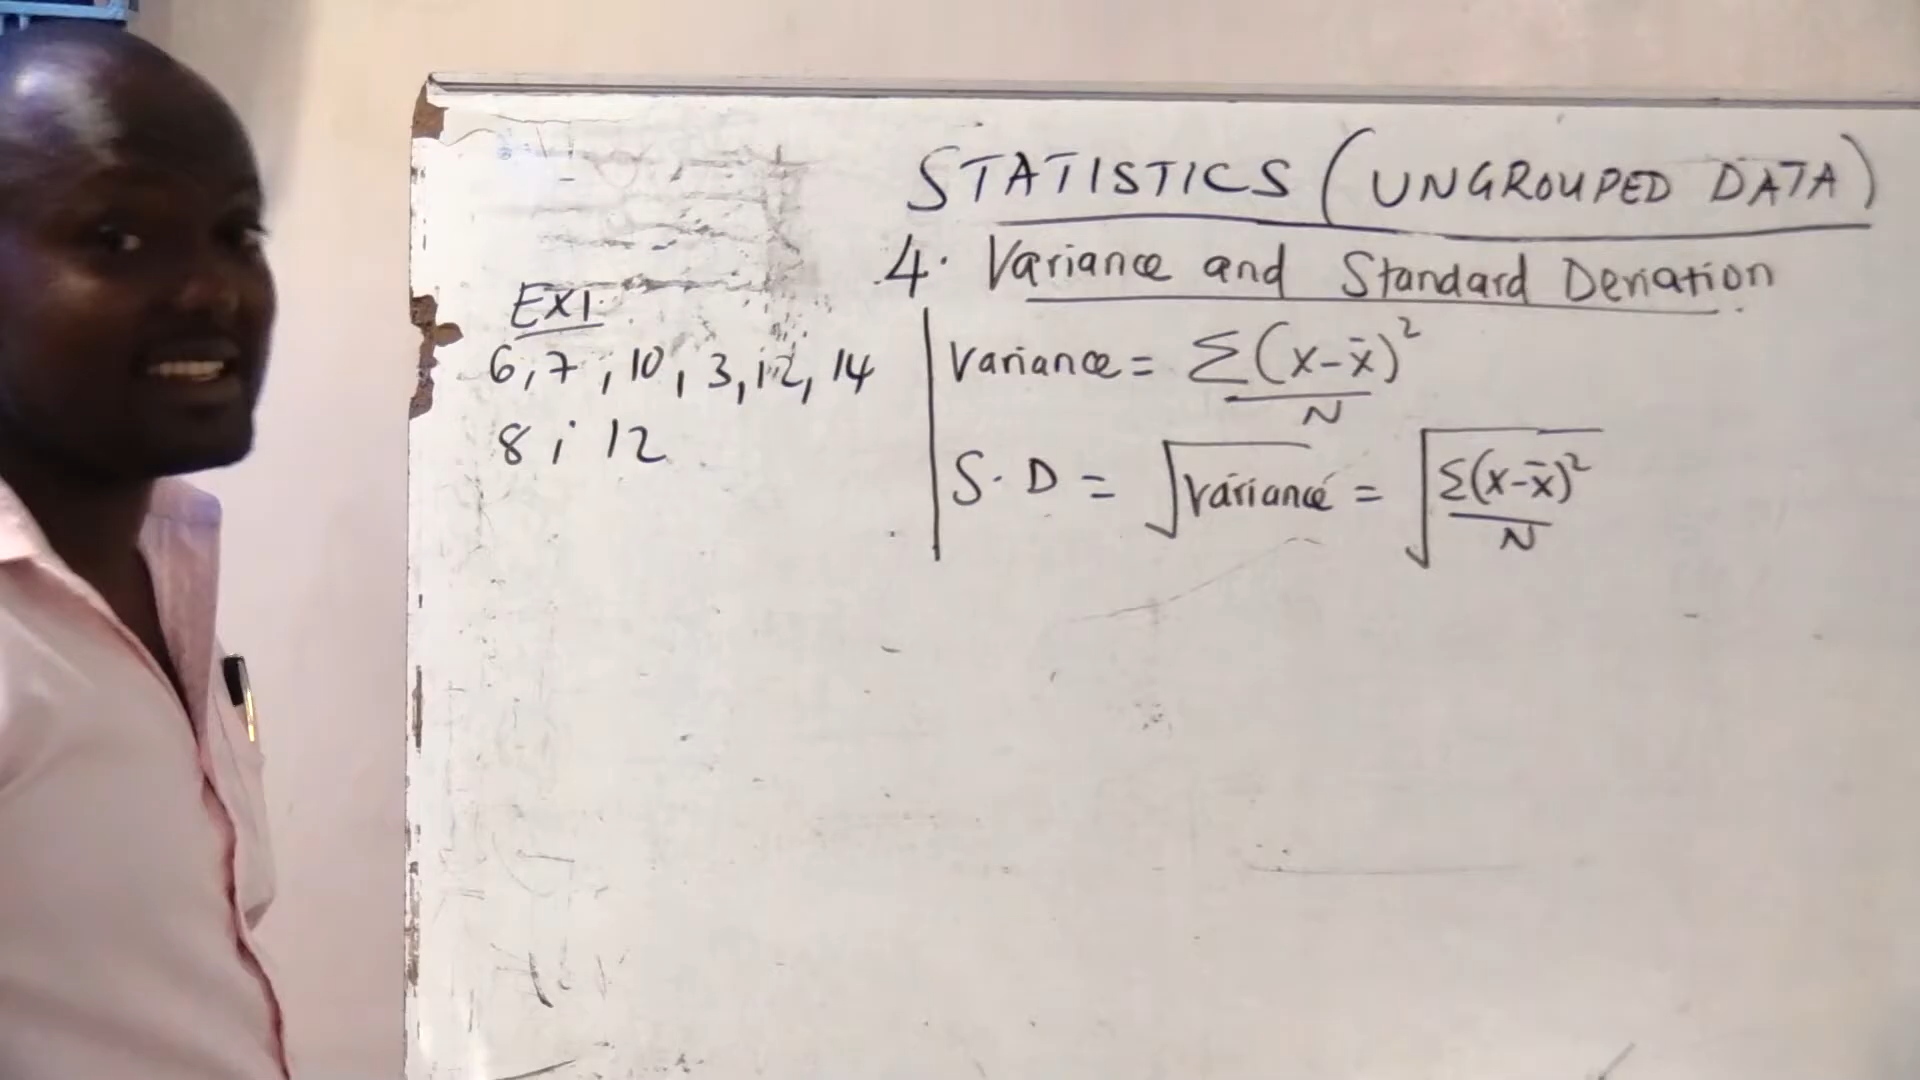 STATISTICS (UNGROUPED DATA)
4. Variance and Standard Deviation
EX1.
6, 7, 10, 3, 12, 14
8, 12
Variance = Σ(x-x̄)² / N
S.D = √Variance = √Σ(x-x̄)² / N